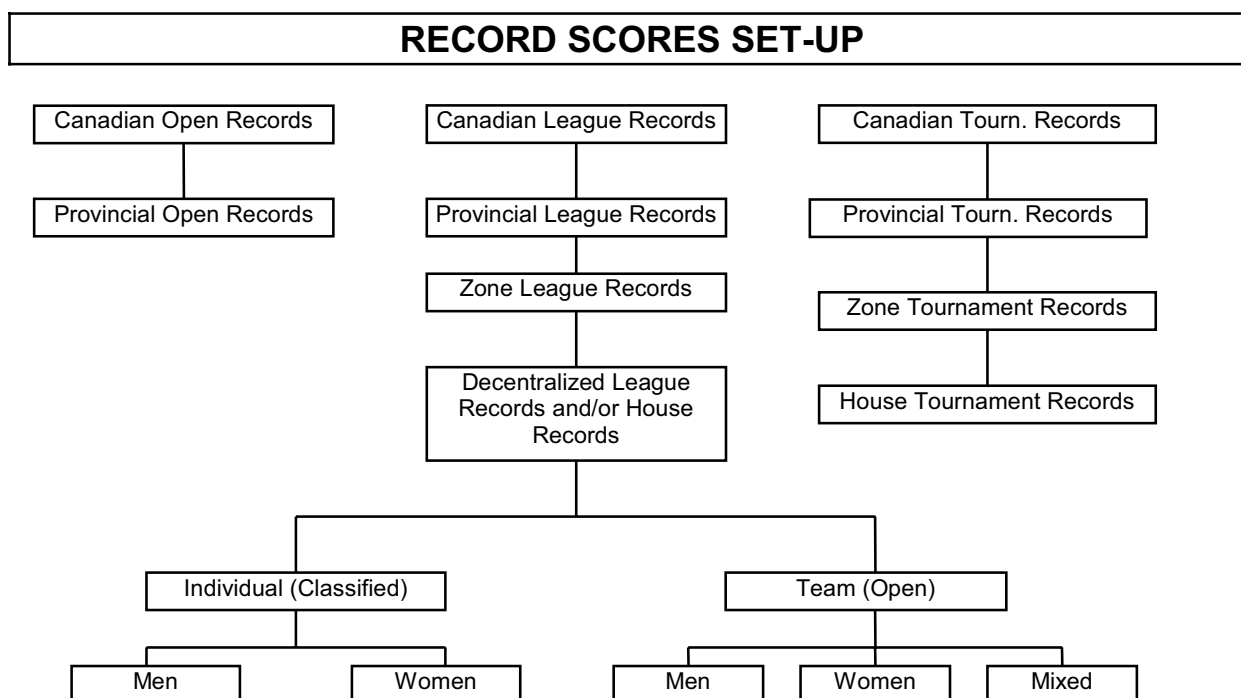 RECORD SCORES SET-UP
Canadian Open Records
Canadian League Records
Canadian Tourn. Records
Provincial Open Records
Provincial League Records
Provincial Tourn. Records
Zone League Records
Zone Tournament Records
Decentralized League
Records and/or House
Records
House Tournament Records
Individual (Classified)
Team (Open)
Men
Women
Men
Women
Mixed